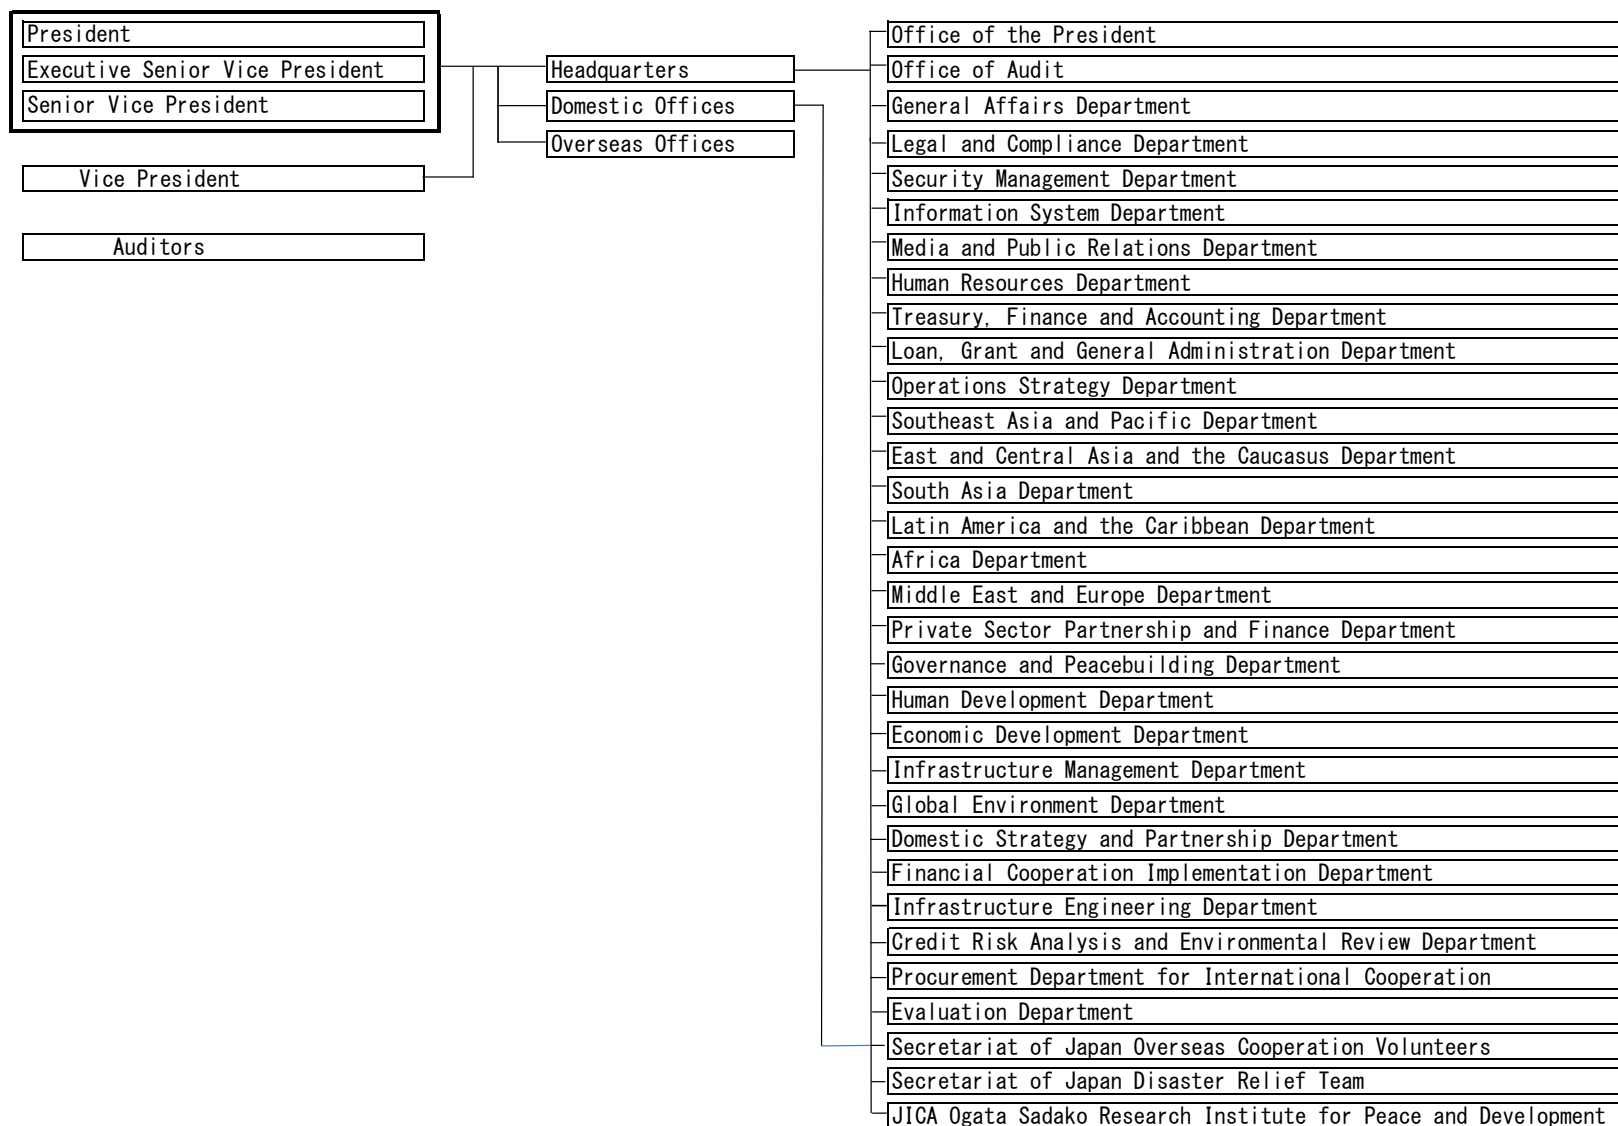 President
Executive Senior Vice President
Senior Vice President
Vice President
Auditors
Headquarters
Domestic Offices
Overseas Offices
Office of the President
Office of Audit
General Affairs Department
Legal and Compliance Department
Security Management Department
Information System Department
Media and Public Relations Department
Human Resources Department
Treasury, Finance and Accounting Department
Loan, Grant and General Administration Department
Operations Strategy Department
Southeast Asia and Pacific Department
East and Central Asia and the Caucasus Department
South Asia Department
Latin America and the Caribbean Department
Africa Department
Middle East and Europe Department
Private Sector Partnership and Finance Department
Governance and Peacebuilding Department
Human Development Department
Economic Development Department
Infrastructure Management Department
Global Environment Department
Domestic Strategy and Partnership Department
Financial Cooperation Implementation Department
Infrastructure Engineering Department
Credit Risk Analysis and Environmental Review Department
Procurement Department for International Cooperation
Evaluation Department
Secretariat of Japan Overseas Cooperation Volunteers
Secretariat of Japan Disaster Relief Team
JICA Ogata Sadako Research Institute for Peace and Development